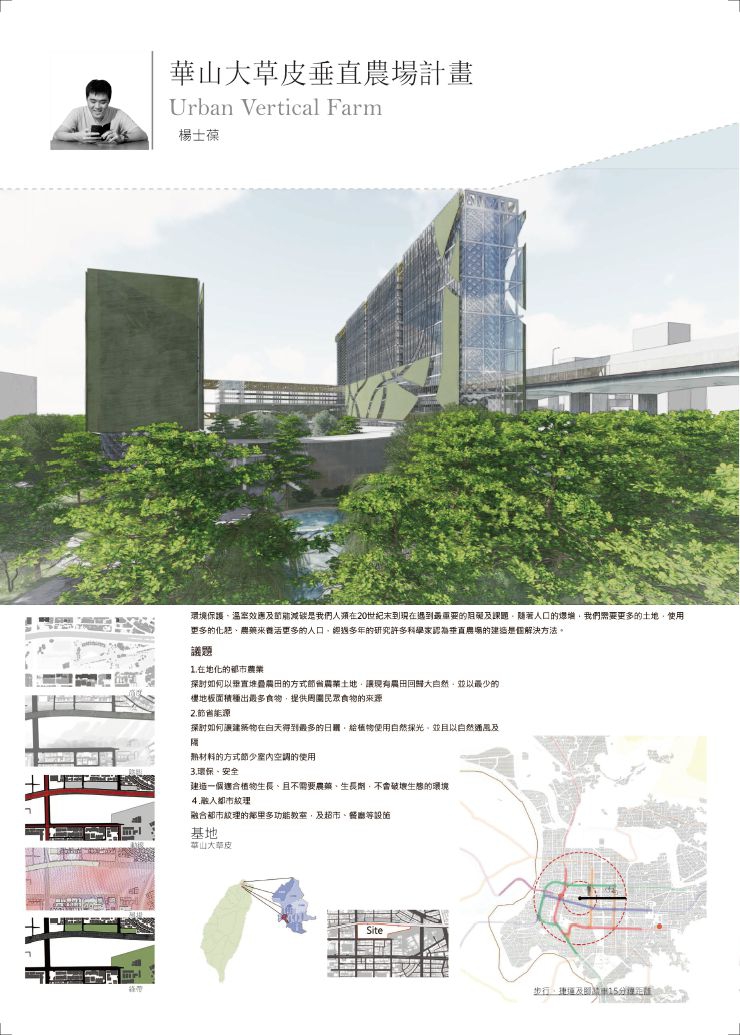 華山大草皮垂直農場計畫
Urban Vertical Farm
楊士葆
環境保護、溫室效應及節能減碳是我們人類在20世紀末到現在遇到最重要的阻礙及課題，隨著人口的爆增，我們需要更多的土地，使用
更多的化肥、農藥來養活更多的人口，經過多年的研究許多科學家認為垂直農場的建造是個解決方法。
議題
1.在地化的都市農業
探討如何以垂直堆疊農田的方式節省農業土地，讓現有農田回歸大自然，並以最少的
樓地板面積種出最多食物，提供周圍民眾食物的來源
2.節省能源
探討如何讓建築物在白天得到最多的日曬，給植物使用自然採光，並且以自然通風及
隔
熱材料的方式節少室內空調的使用
3.環保、安全
建造一個適合植物生長、且不需要農藥、生長劑，不會破壞生態的環境
４.融入都市紋理
融合都市紋理的鄰里多功能教室，及超市、餐廳等設施
基地
華山大草皮
Site
綠帶
步行、捷運及腳踏車15分鐘距離